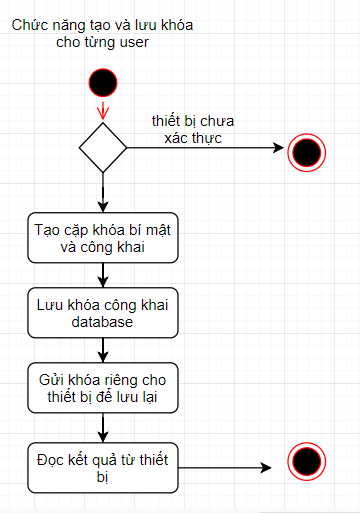 Chức năng tạo và lưu khóa
cho từng user
thiết bị chưa
xác thực
Tạo cặp khóa bí mật
và công khai
Lưu khóa công khai
database
Gửi khóa riêng cho
thiết bị để lưu lại
Đọc kết quả từ thiết
bị